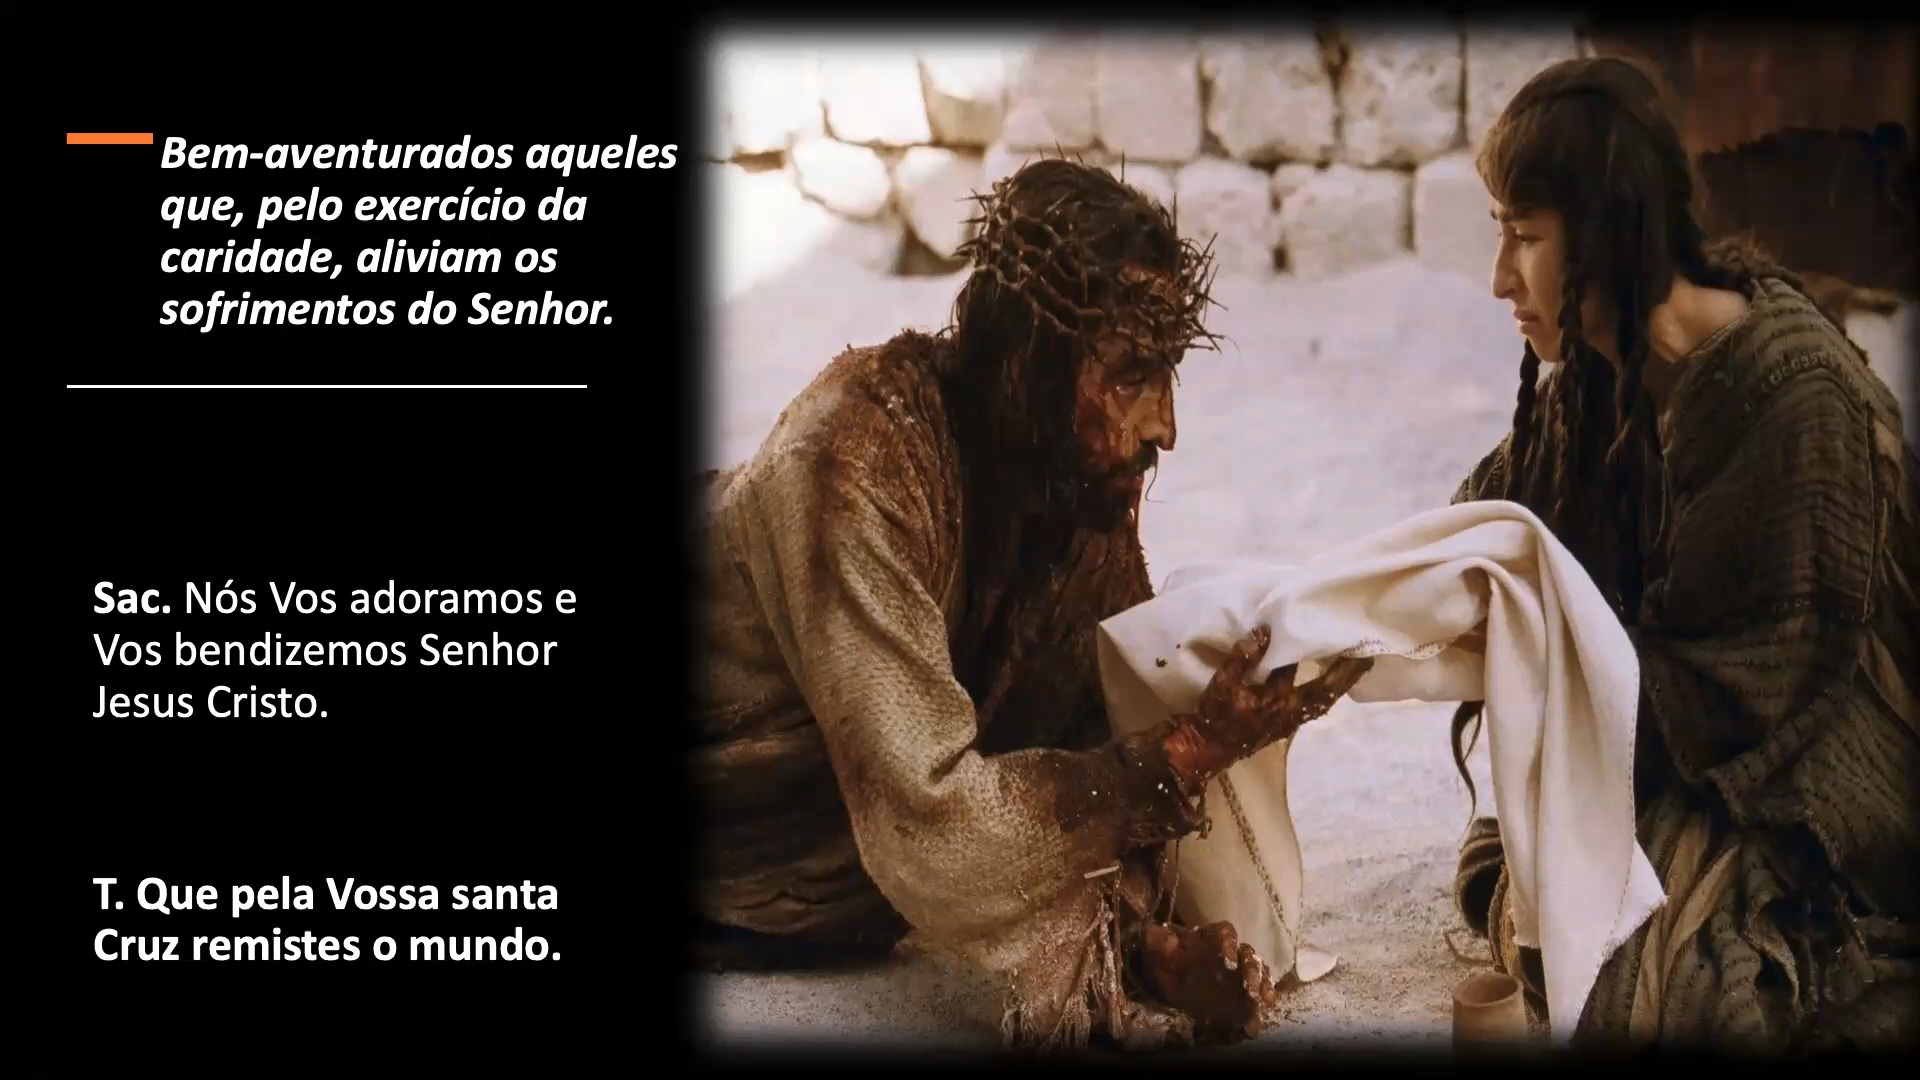 Bem-aventurados aqueles
que, pelo exercício da
caridade, aliviam os
sofrimentos do Senhor.
Sac. Nós Vos adoramos e
Vos bendizemos Senhor
Jesus Cristo.
T. Que pela Vossa santa
Cruz remistes o mundo.